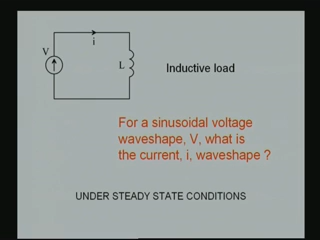 V
i
L
Inductive load
For a sinusoidal voltage
waveshape, V, what is
the current, i, waveshape ?
UNDER STEADY STATE CONDITIONS